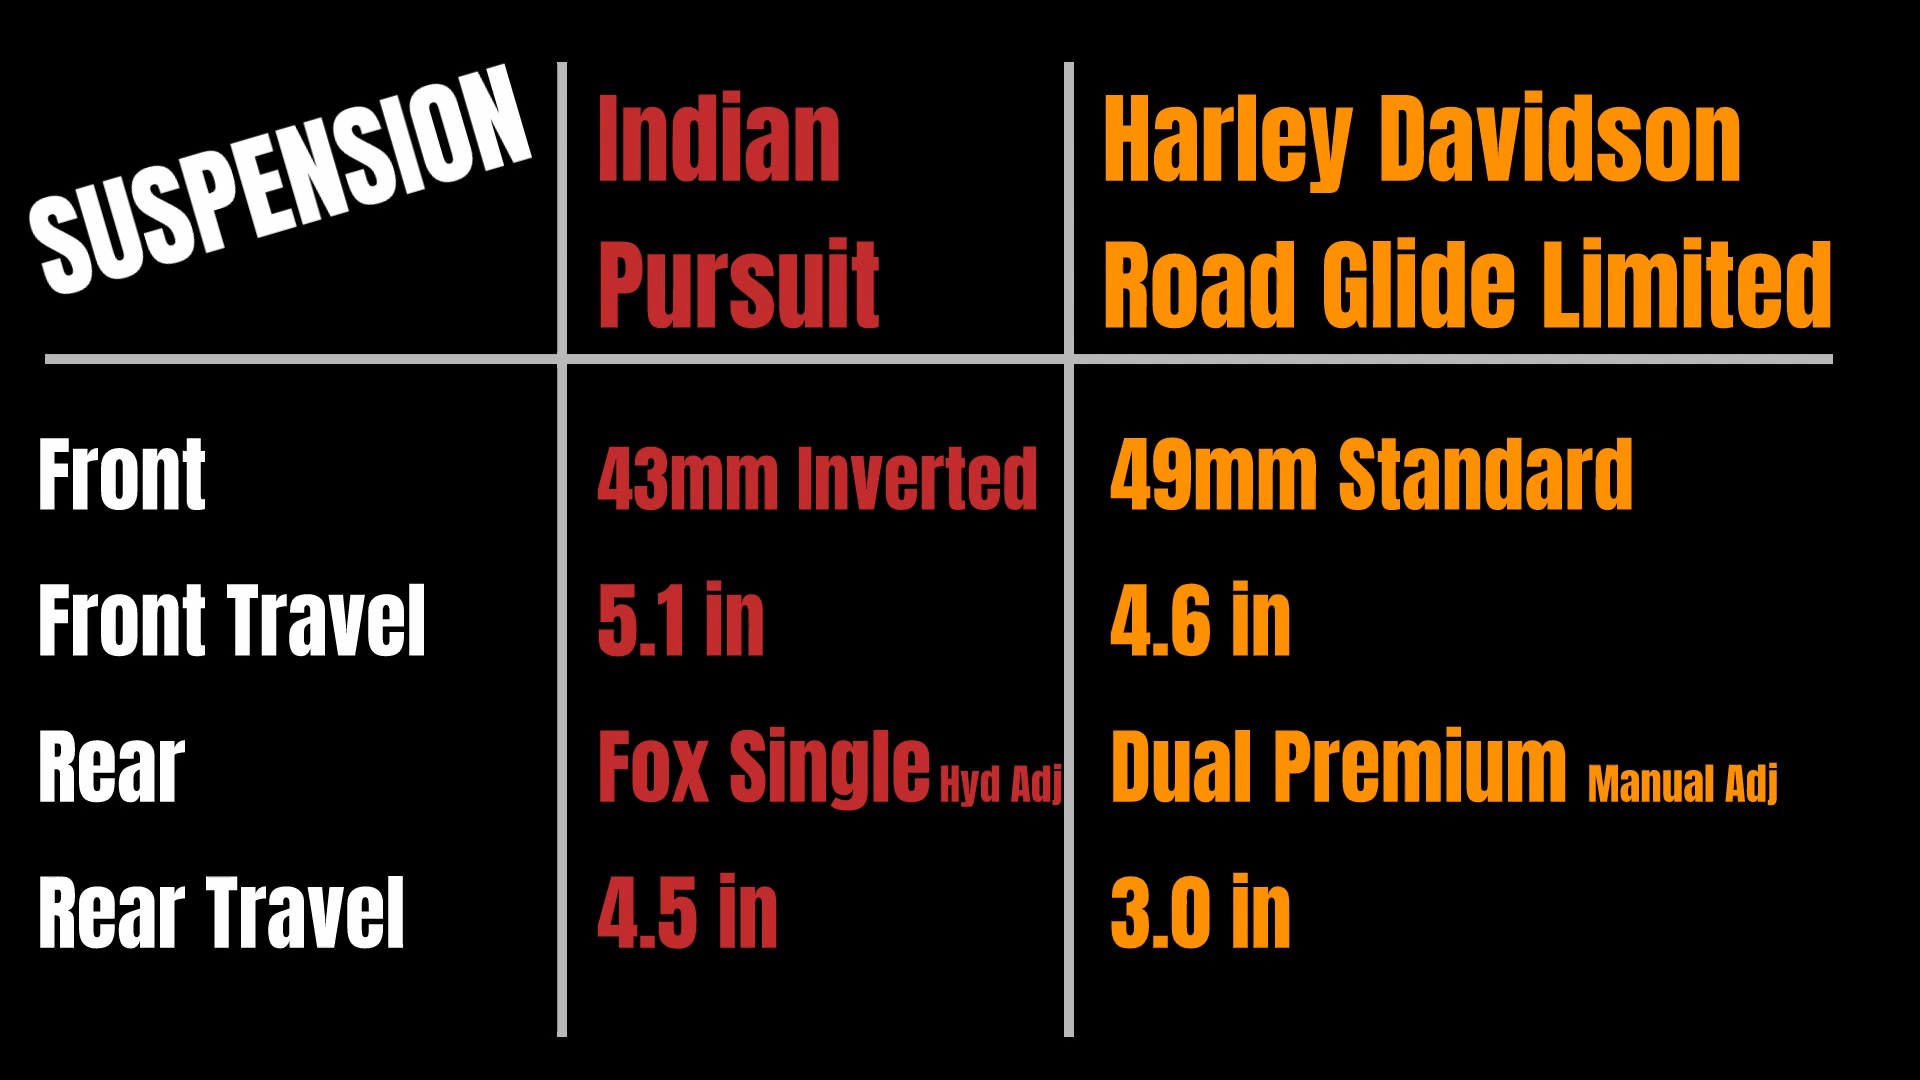 SUSPENSION
Indian
Pursuit
Harley Davidson
Road Glide Limited
Front
43mm Inverted
49mm Standard
Front Travel
5.1 in
4.6 in
Rear
Fox Single Hyd Adj
Dual Premium Manual Adj
Rear Travel
4.5 in
3.0 in